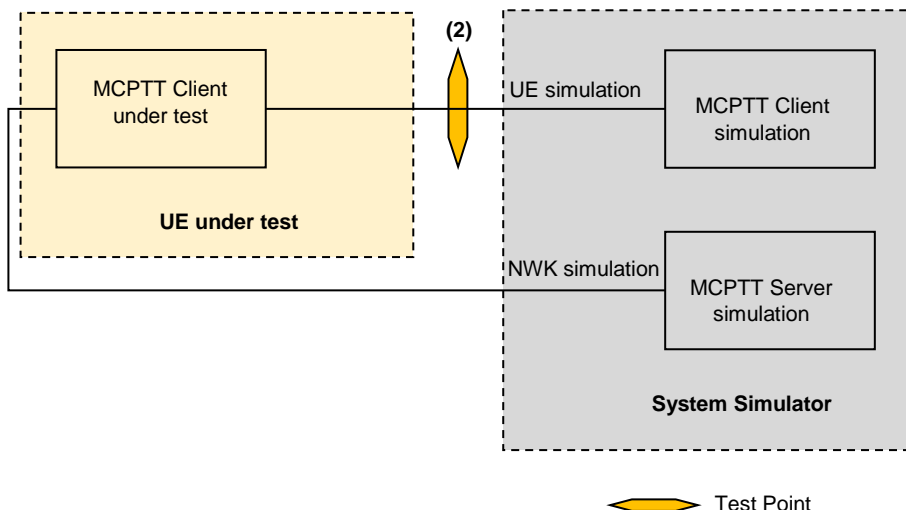 (2)
MCPTT Client
under test
UE under test
UE simulation
MCPTT Client
simulation
NWK simulation
MCPTT Server
simulation
System Simulator
Test Point